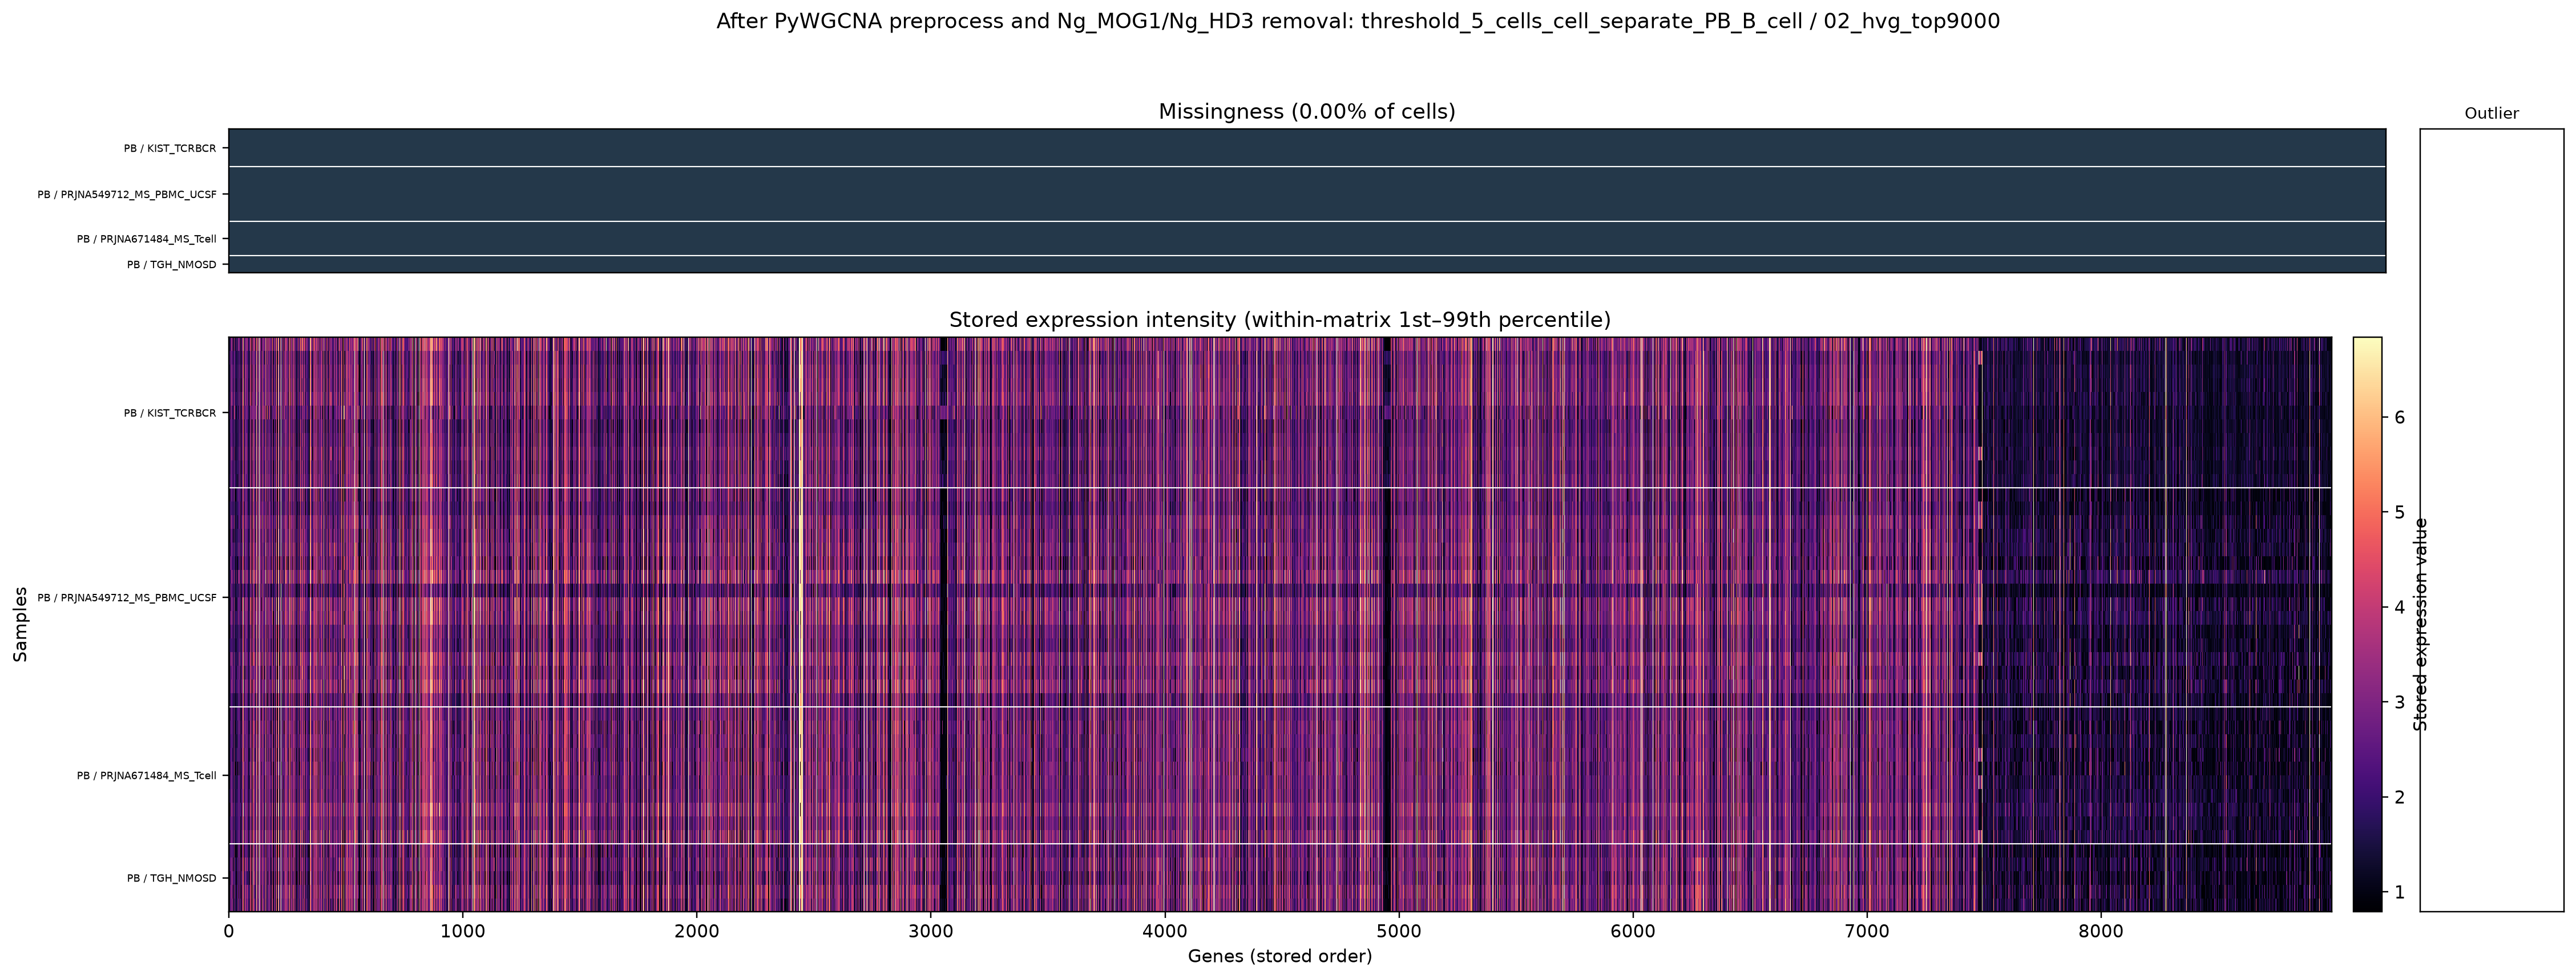 After PyWGCNA preprocess and Ng_MOG1/Ng_HD3 removal: threshold_5_cells_cell_separate_PB_B_cell / 02_hvg_top9000
Missingness (0.00% of cells)
Outlier
PB / KIST_TCRBCR
PB / PRJNA549712_MS_PBMC_UCSF
PB / PRJNA671484_MS_Tcell
PB / TGH_NMOSD
Stored expression intensity (within-matrix 1st–99th percentile)
Samples
PB / KIST_TCRBCR
PB / PRJNA549712_MS_PBMC_UCSF
PB / PRJNA671484_MS_Tcell
PB / TGH_NMOSD
6
5
4
3
2
1
Stored expression value
0 1000 2000 3000 4000 5000 6000 7000 8000
Genes (stored order)